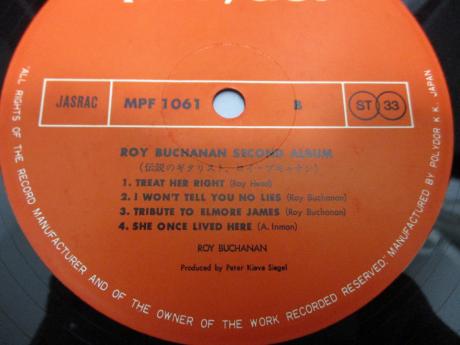 JASRAC
MPF 1061
B
ST 33
ROY BUCHANAN SECOND ALBUM
(伝説のギタリスト、ロイ・ブキャナン)
1. TREAT HER RIGHT (Roy Head)
2. I WON'T TELL YOU NO LIES (Roy Buchanan)
3. TRIBUTE TO ELMORE JAMES (Roy Buchanan)
4. SHE ONCE LIVED HERE (A. Inman)
ROY BUCHANAN
Produced by Peter Kieve Siegel
"ALL RIGHTS OF THE RECORD MANUFACTURER AND OF THE OWNER OF THE WORK RECORDED RESERVED." MANUFACTURED BY POLYDOR K.K. JAPAN